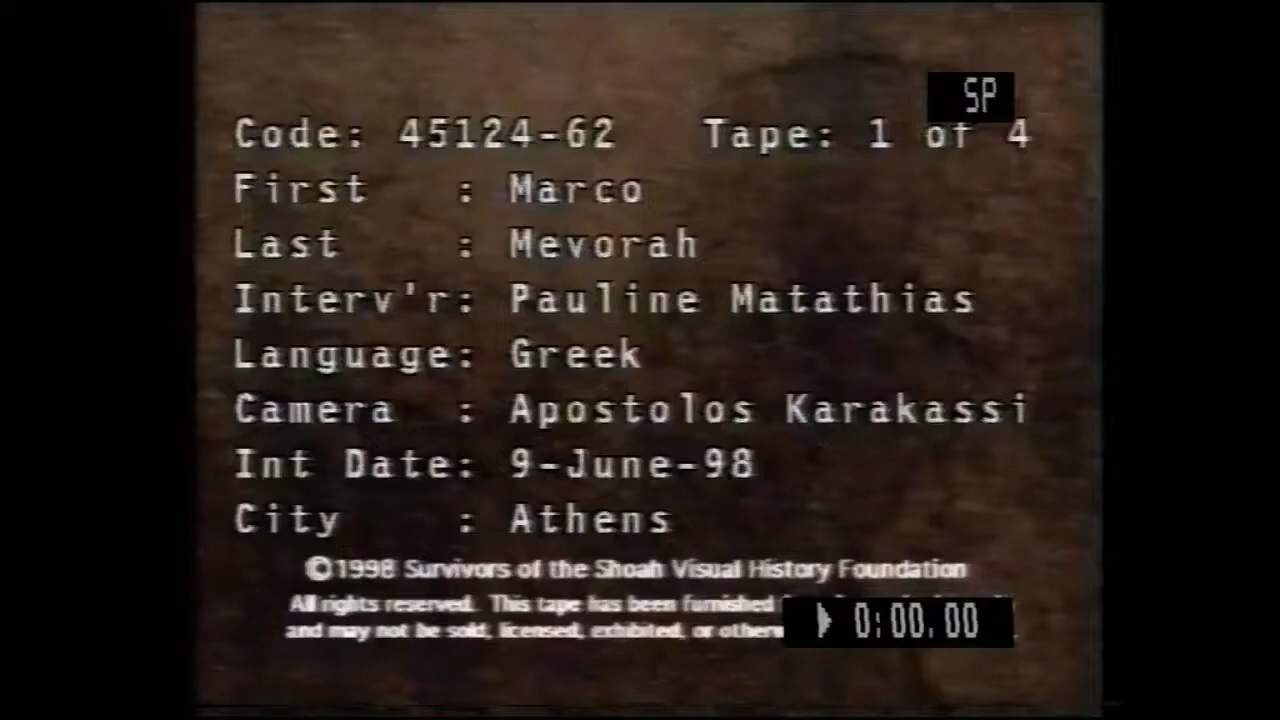 SP
Code: 45124-62 Tape: 1 of 4
First : Marco
Last : Mevorah
Interv'r: Pauline Matathias
Language: Greek
Camera : Apostolos Karakassi
Int Date: 9-June-98
City : Athens
©1998 Survivors of the Shoah Visual History Foundation
All rights reserved. This tape has been furnished
and may not be sold, licensed, exhibited, or
▶ 0:00.00